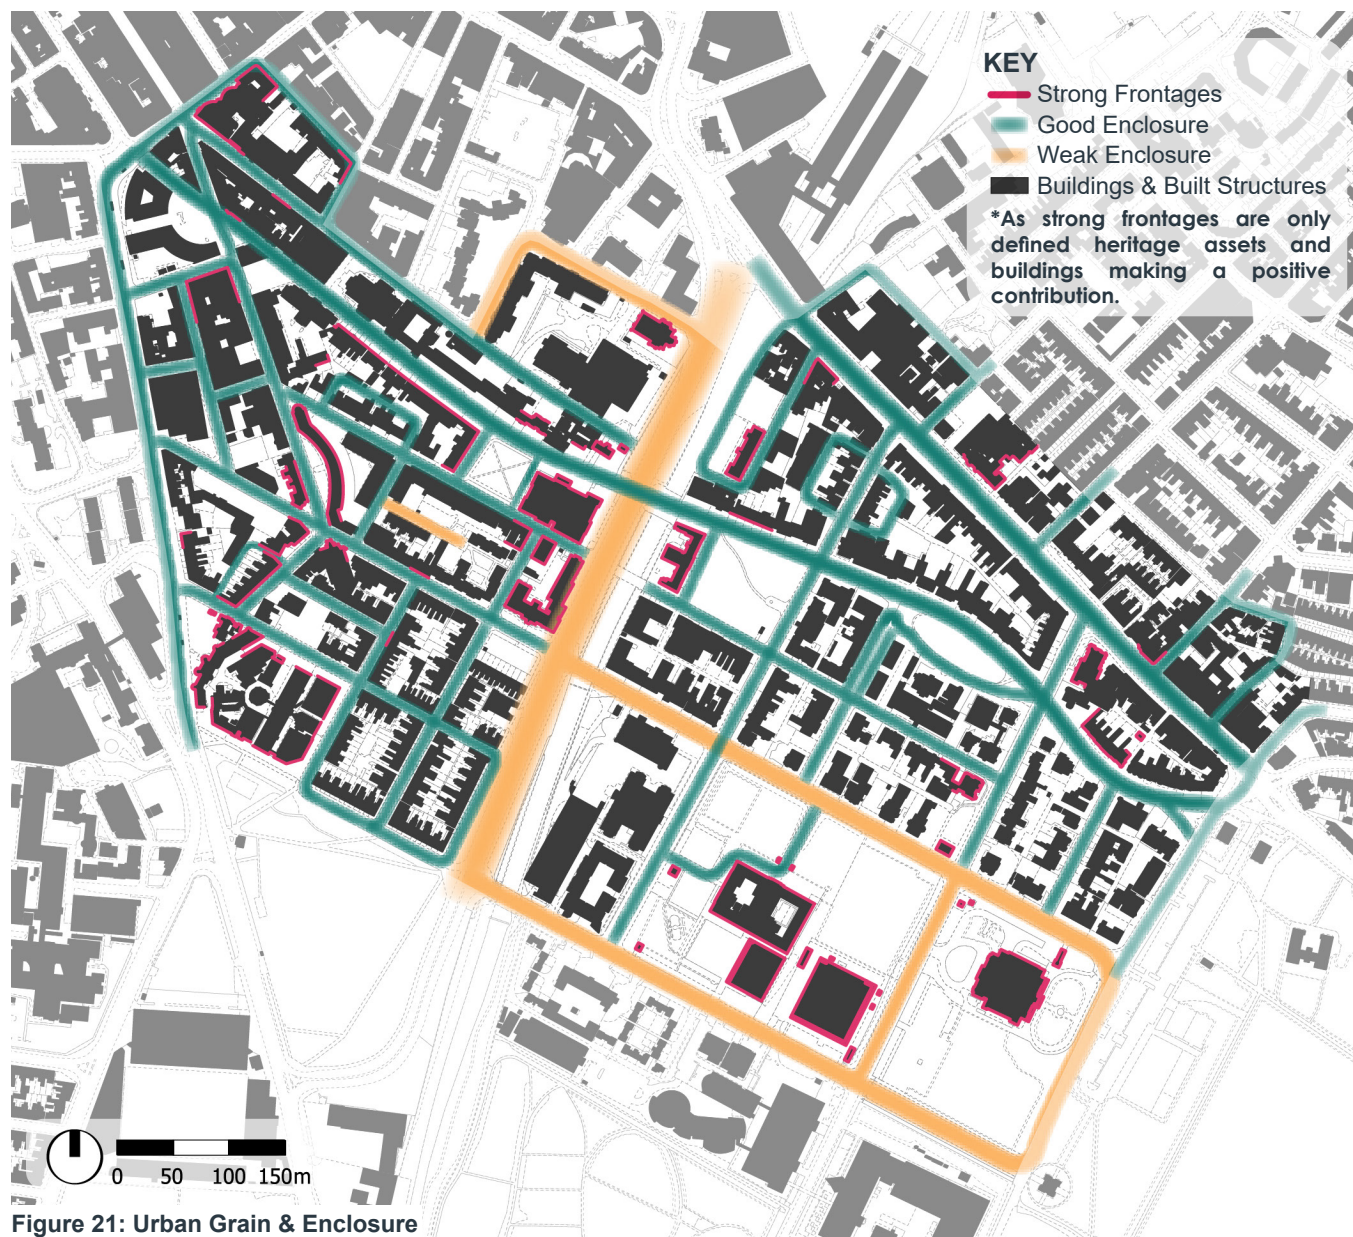 KEY
Strong Frontages
Good Enclosure
Weak Enclosure
Buildings & Built Structures
*As strong frontages are only
defined heritage assets and
buildings making a positive
contribution.
0 50 100 150m
Figure 21: Urban Grain & Enclosure